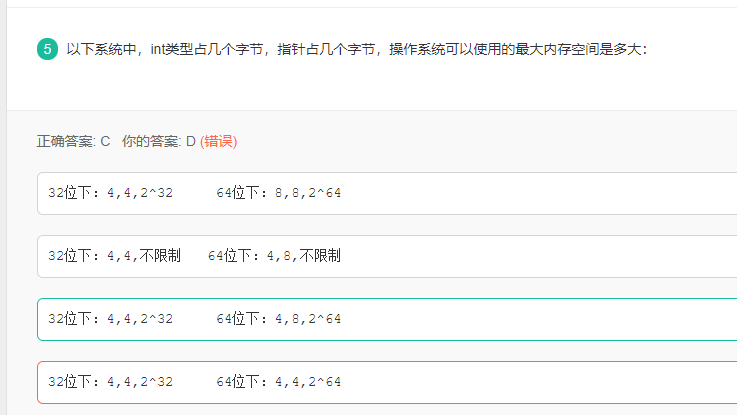 5 以下系统中，int类型占几个字节，指针占几个字节，操作系统可以使用的最大内存空间是多大：
正确答案: C 你的答案: D (错误)
32位下：4,4,2^32 64位下：8,8,2^64
32位下：4,4,不限制 64位下：4,8,不限制
32位下：4,4,2^32 64位下：4,8,2^64
32位下：4,4,2^32 64位下：4,4,2^64